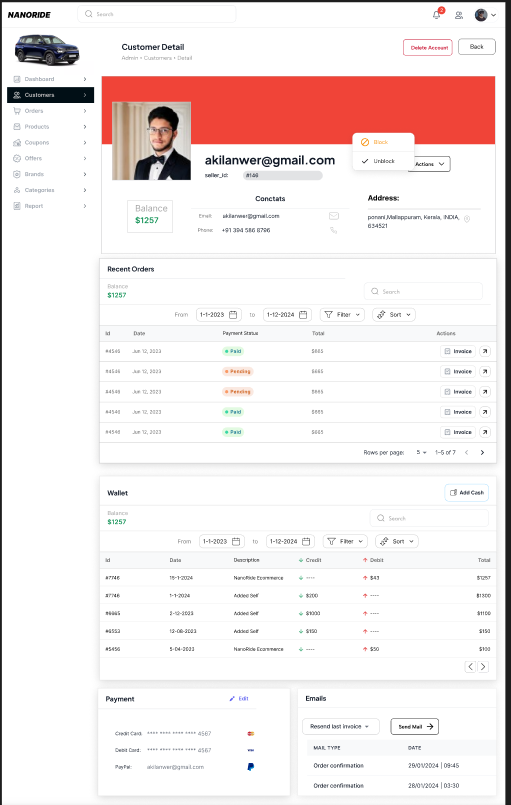 NANORIDE
Search
2
Customer Detail
Admin • Customers • Detail
Delete Account
Back
Dashboard
Customers
Orders
Products
Coupons
Offers
Brands
Categories
Report
Block
Unblock
Actions
akilanwer@gmail.com
seller_id:
#146
Balance
$1257
Conctats
Email
akilanwer@gmail.com
Phone
+91 394 586 8796
Address:
ponani,Mallappuram, Kerala, INDIA,
634521
Recent Orders
Balance
$1257
Search
From 1-1-2023 to 1-12-2024 Filter Sort
Id Date Payment Status Total Actions
#4546 Jun 12, 2023 Paid $665 Invoice
#4546 Jun 12, 2023 Pending $665 Invoice
#4546 Jun 12, 2023 Pending $665 Invoice
#4546 Jun 12, 2023 Paid $665 Invoice
#4546 Jun 12, 2023 Paid $665 Invoice
Rows per page: 5 1–5 of 7
Wallet
Add Cash
Balance
$1257
Search
From 1-1-2023 to 1-12-2024 Filter Sort
Id Date Description Credit Debit Total
#7746 15-1-2024 NanoRide Ecommerce ---- $43 $1257
#7746 1-1-2024 Added Self $200 ---- $1300
#6665 2-12-2023 Added Self $1000 ---- $1100
#6553 12-08-2023 Added Self $150 ---- $150
#5456 5-04-2023 NanoRide Ecommerce ---- $50 $100
Payment
Edit
Credit Card: **** **** **** **** 4567
Debit Card: **** **** **** **** 4567
VISA
PayPal: akilanwer@gmail.com
Emails
Resend last invoice
Send Mail
MAIL TYPE DATE
Order confirmation 29/01/2024 | 09:45
Order confirmation 28/01/2024 | 03:30